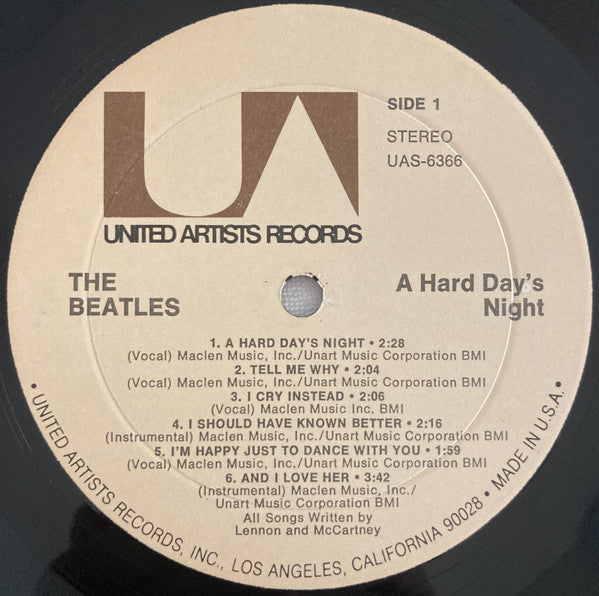 UA
UNITED ARTISTS RECORDS
SIDE 1
STEREO
UAS-6366
THE
BEATLES
A Hard Day's
Night
1. A HARD DAY'S NIGHT • 2:28
(Vocal) Maclen Music, Inc./Unart Music Corporation BMI
2. TELL ME WHY • 2:04
(Vocal) Maclen Music, Inc./Unart Music Corporation BMI
3. I CRY INSTEAD • 2:06
(Vocal) Maclen Music Inc. BMI
4. I SHOULD HAVE KNOWN BETTER • 2:16
(Instrumental) Maclen Music, Inc./Unart Music Corporation BMI
5. I'M HAPPY JUST TO DANCE WITH YOU • 1:59
(Vocal) Maclen Music, Inc./Unart Music Corporation BMI
6. AND I LOVE HER • 3:42
(Instrumental) Maclen Music, Inc./
Unart Music Corporation BMI
All Songs Written by
Lennon and McCartney
• UNITED ARTISTS RECORDS, INC., LOS ANGELES, CALIFORNIA 90028 • MADE IN U.S.A. •